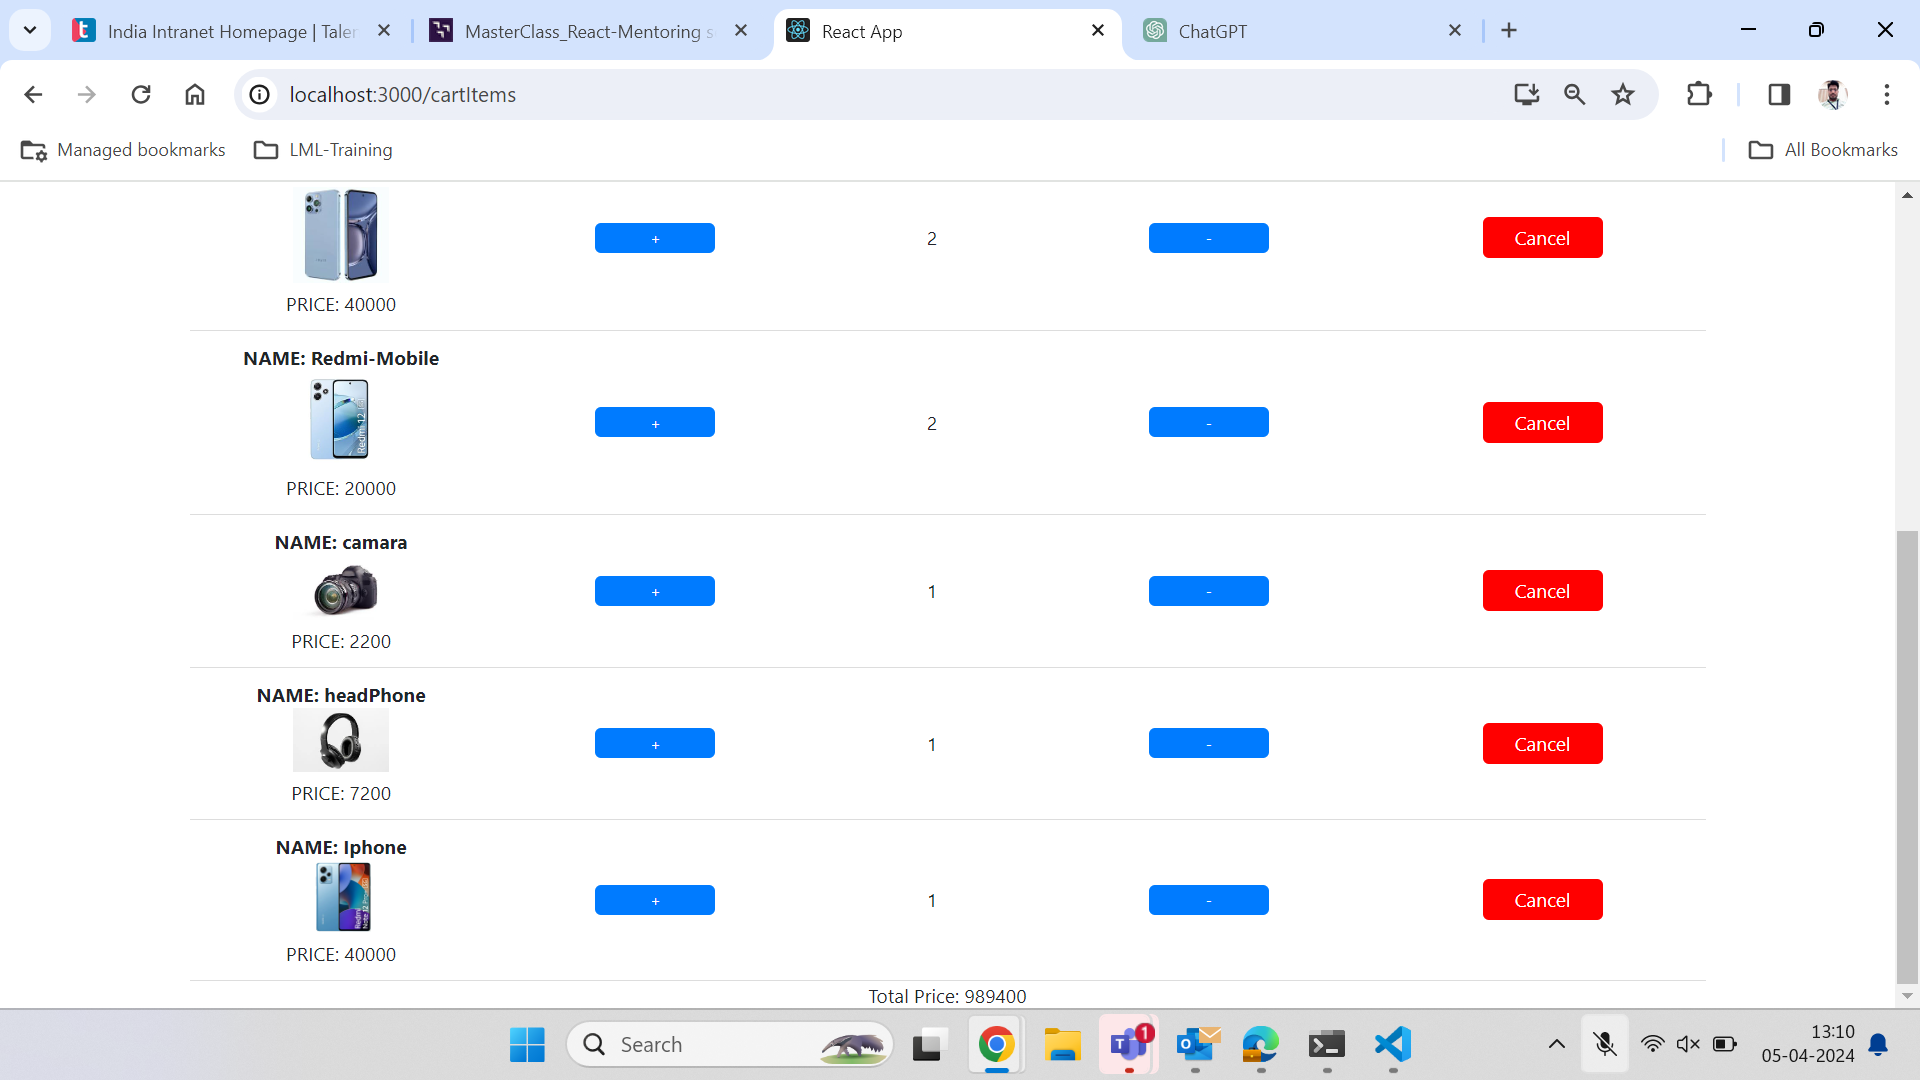 India Intranet Homepage | Taler
MasterClass_React-Mentoring s
React App
ChatGPT
localhost:3000/cartItems
Managed bookmarks
LML-Training
All Bookmarks
+ 2 - Cancel
PRICE: 40000
NAME: Redmi-Mobile
+ 2 - Cancel
PRICE: 20000
NAME: camara
+ 1 - Cancel
PRICE: 2200
NAME: headPhone
+ 1 - Cancel
PRICE: 7200
NAME: Iphone
+ 1 - Cancel
PRICE: 40000
Total Price: 989400
Search
1
13:10
05-04-2024